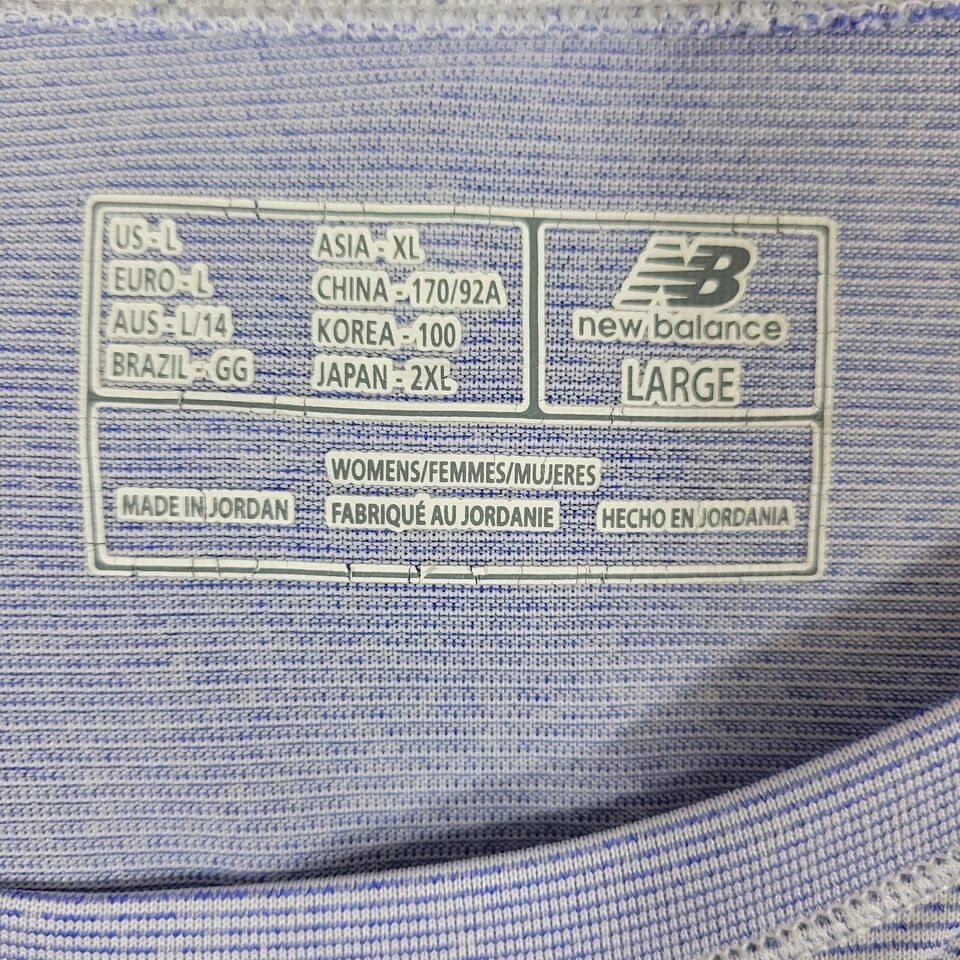 US - L
EURO - L
AUS - L/14
BRAZIL - GG
ASIA - XL
CHINA - 170/92A
KOREA - 100
JAPAN - 2XL
NB
new balance
LARGE
WOMENS/FEMMES/MUJERES
MADE IN JORDAN
FABRIQUÉ AU JORDANIE
HECHO EN JORDANIA